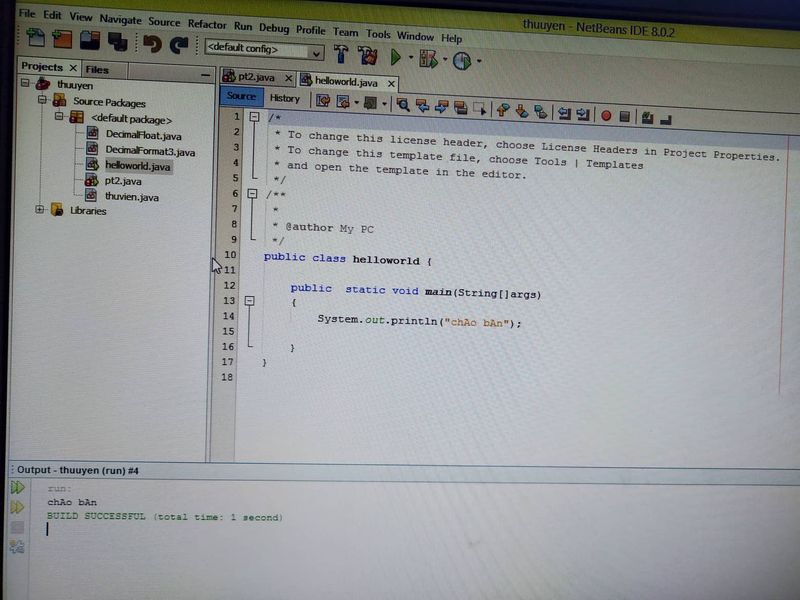 thuuyen - NetBeans IDE 8.0.2
File Edit View Navigate Source Refactor Run Debug Profile Team Tools Window Help
<default config>
Projects Files
thuuyen
Source Packages
<default package>
DecimalFloat.java
DecimalFormat3.java
helloworld.java
pt2.java
thuvien.java
Libraries
pt2.java helloworld.java
Source History
1 /*
2 * To change this license header, choose License Headers in Project Properties.
3 * To change this template file, choose Tools | Templates
4 * and open the template in the editor.
5 */
6 /**
7 *
8 * @author My PC
9 */
10 public class helloworld {
11
12 public static void main(String[]args)
13 {
14 System.out.println("chAo bAn");
15
16 }
17 }
18
Output - thuuyen (run) #4
run:
chAo bAn
BUILD SUCCESSFUL (total time: 1 second)